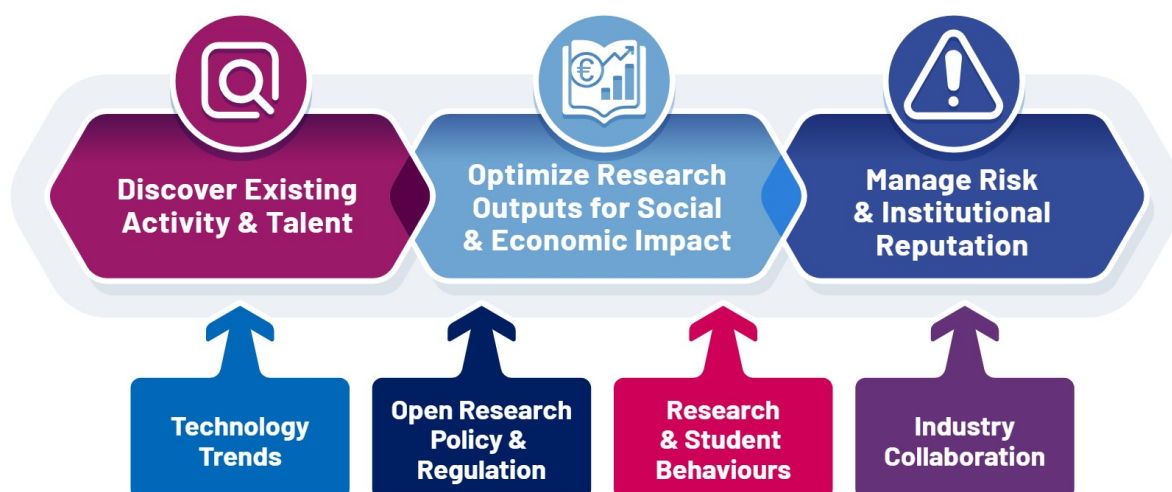 Discover Existing
Activity & Talent
Optimize Research
Outputs for Social
& Economic Impact
Manage Risk
& Institutional
Reputation
Technology
Trends
Open Research
Policy &
Regulation
Research
& Student
Behaviours
Industry
Collaboration